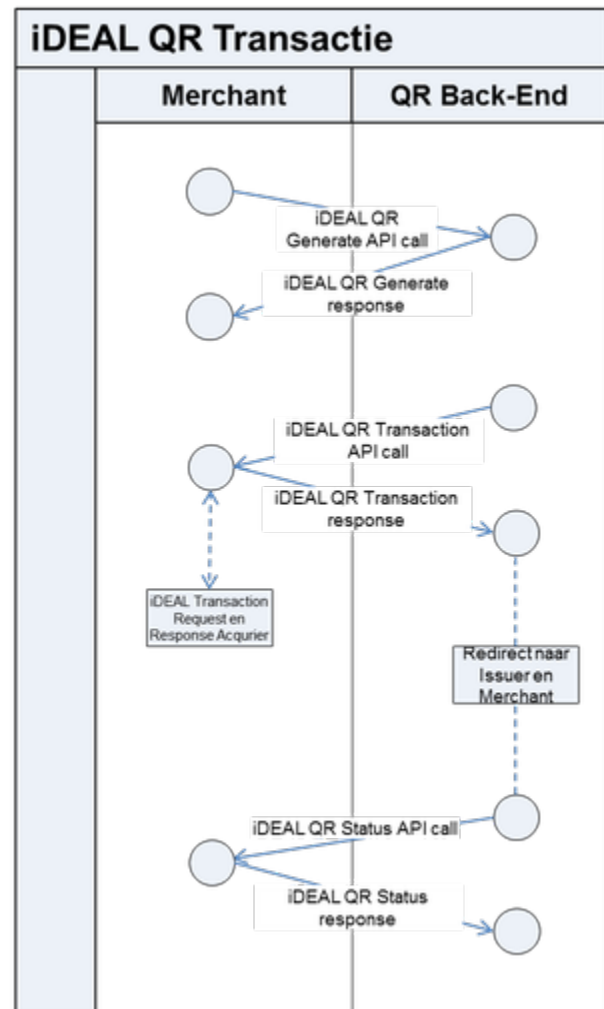 iDEAL QR Transactie
Merchant
QR Back-End
iDEAL QR
Generate API call
iDEAL QR Generate
response
iDEAL QR Transaction
API call
iDEAL QR Transaction
response
iDEAL Transaction
Request en
Response Acqurier
Redirect naar
Issuer en
Merchant
iDEAL QR Status API call
iDEAL QR Status
response